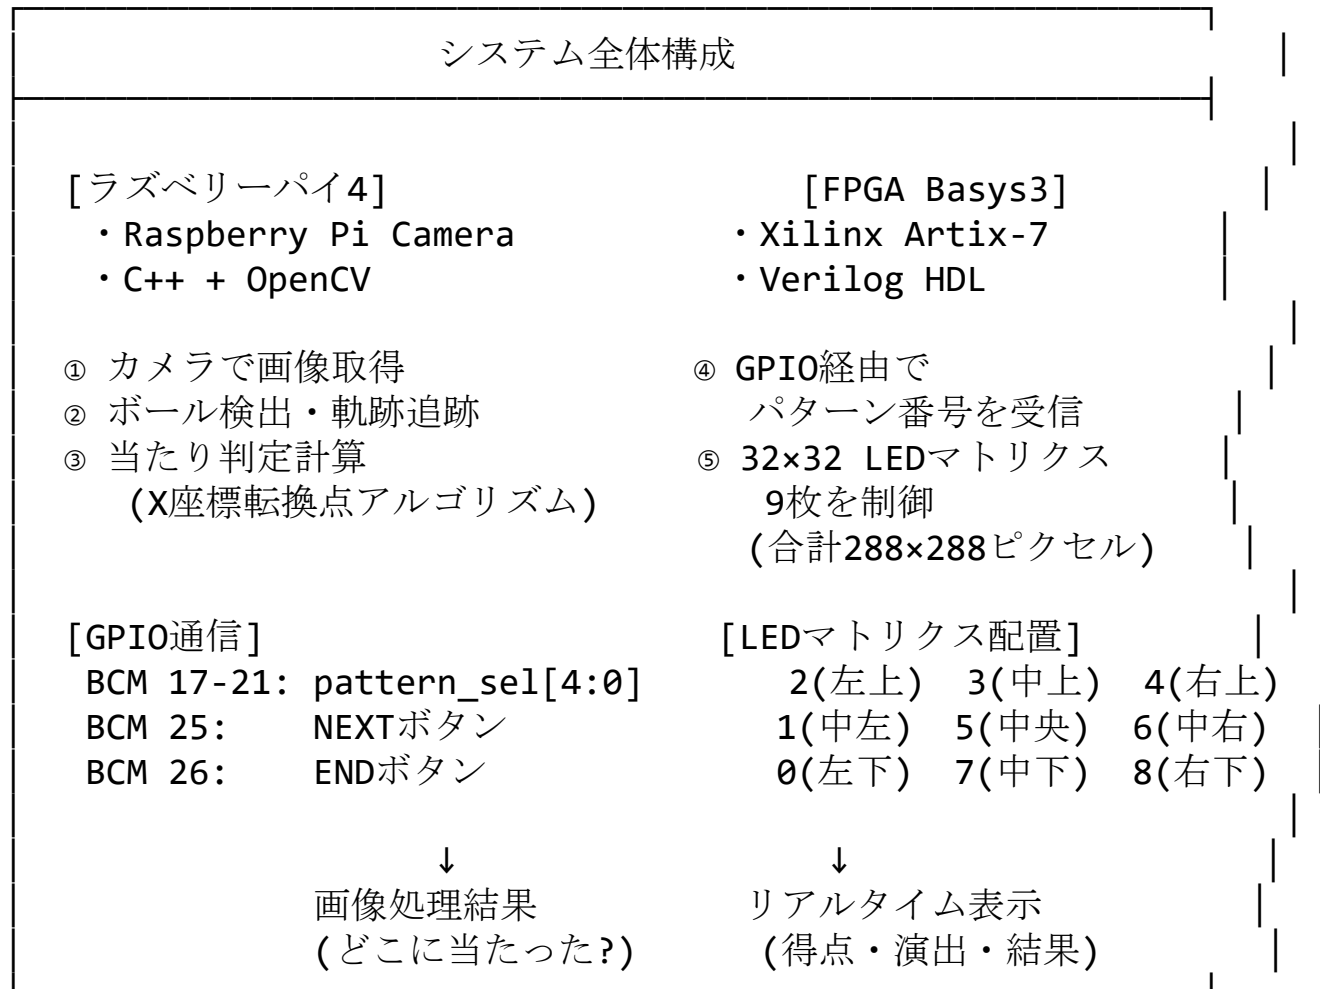 システム全体構成
[ラズベリーパイ4] [FPGA Basys3]
・Raspberry Pi Camera ・Xilinx Artix-7
・C++ + OpenCV ・Verilog HDL
① カメラで画像取得 ④ GPIO経由で
② ボール検出・軌跡追跡 パターン番号を受信
③ 当たり判定計算 ⑤ 32×32 LEDマトリクス
(X座標転換点アルゴリズム) 9枚を制御
(合計288×288ピクセル)
[GPIO通信] [LEDマトリクス配置]
BCM 17-21: pattern_sel[4:0] 2(左上) 3(中上) 4(右上)
BCM 25: NEXTボタン 1(中左) 5(中央) 6(中右)
BCM 26: ENDボタン 0(左下) 7(中下) 8(右下)
↓ ↓
画像処理結果 リアルタイム表示
(どこに当たった?) (得点・演出・結果)